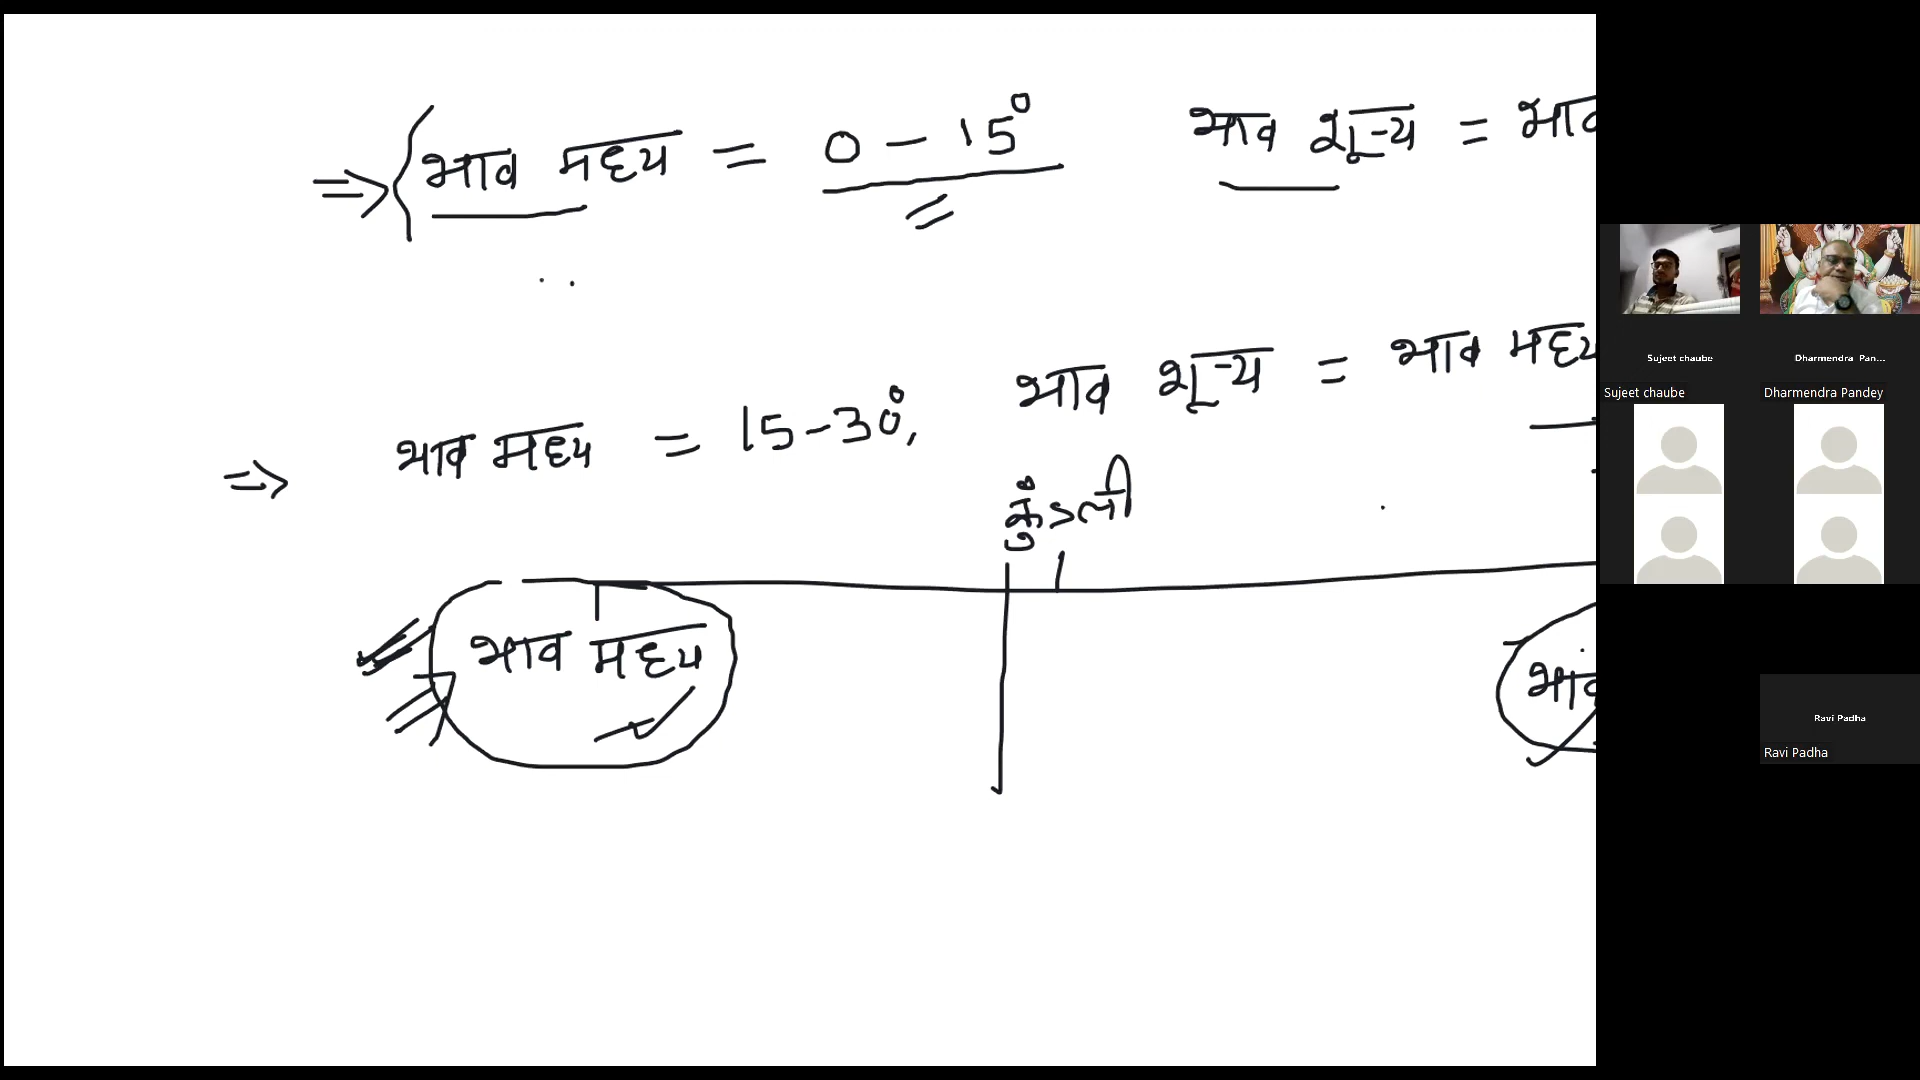 => { भाव मध्य = 0 – 15° भाव शून्य = भाव
=> भाव मध्य = 15-30°, भाव शून्य = भाव मध्य
कुंडली
भाव मध्य भाव
Sujeet chaube
Dharmendra Pan...
Sujeet chaube
Dharmendra Pandey
Ravi Padha
Ravi Padha